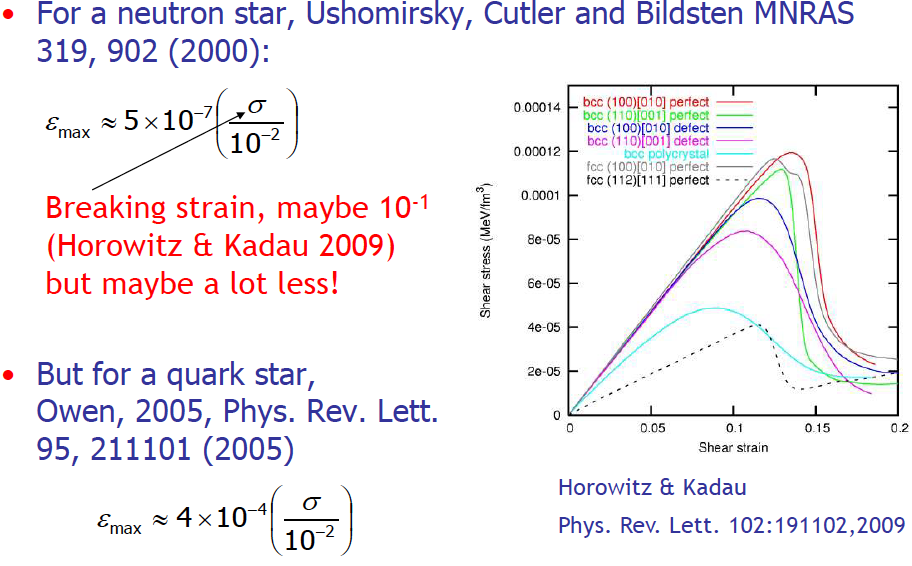 • For a neutron star, Ushomirsky, Cutler and Bildsten MNRAS
319, 902 (2000):
ε_max ≈ 5×10⁻⁷(σ/10⁻²)
Breaking strain, maybe 10⁻¹
(Horowitz & Kadau 2009)
but maybe a lot less!
• But for a quark star,
Owen, 2005, Phys. Rev. Lett.
95, 211101 (2005)
ε_max ≈ 4×10⁻⁴(σ/10⁻²)
bcc (100)[010] perfect
bcc (110)[001] perfect
bcc (100)[010] defect
bcc (110)[001] defect
bcc polycrystal
fcc (100)[010] perfect
fcc (112)[111] perfect
Shear stress (MeV/fm³)
0.00014
0.00012
0.0001
8e-05
6e-05
4e-05
2e-05
0
0 0.05 0.1 0.15 0.2
Shear strain
Horowitz & Kadau
Phys. Rev. Lett. 102:191102,2009